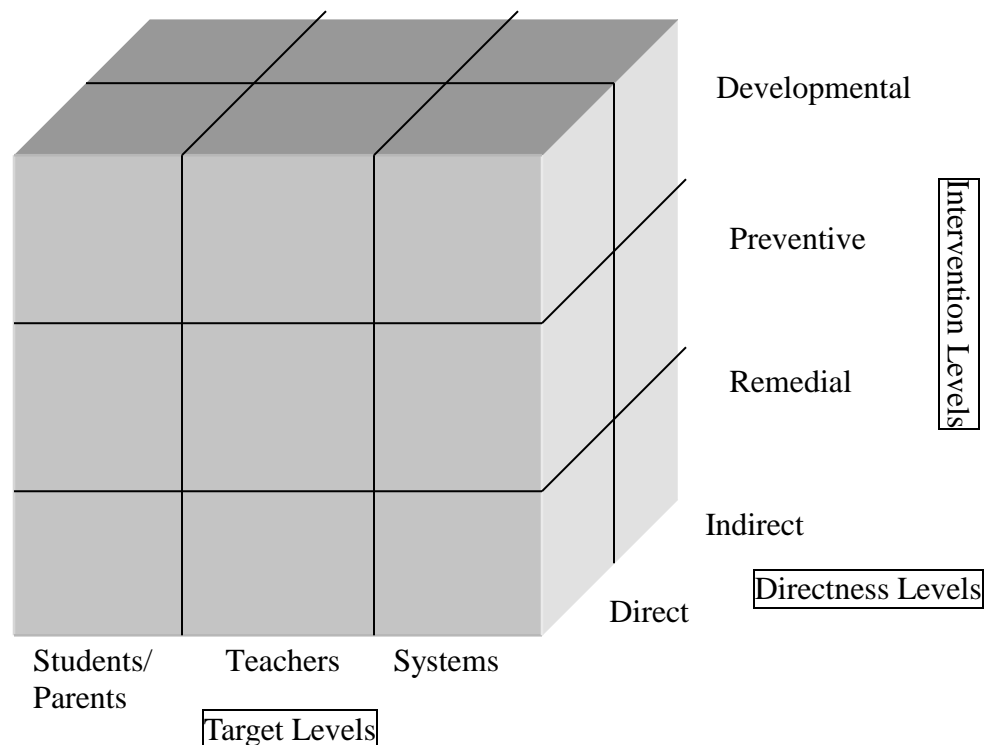 Developmental
Preventive
Intervention Levels
Remedial
Indirect
Directness Levels
Direct
Students/
Parents
Teachers
Systems
Target Levels